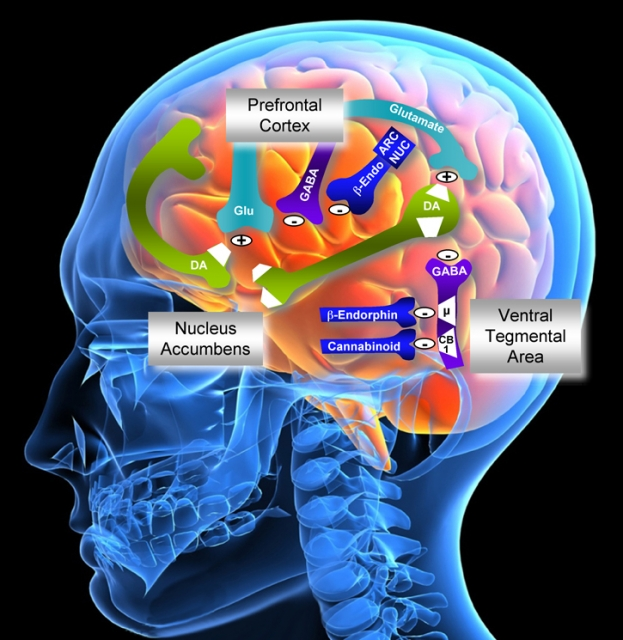 Prefrontal
Cortex
Glutamate
ARC
NUC
β-Endo
GABA
-
-
+
Glu
+
DA
DA
-
GABA
β-Endorphin
-
μ
Cannabinoid
-
CB
1
Nucleus
Accumbens
Ventral
Tegmental
Area